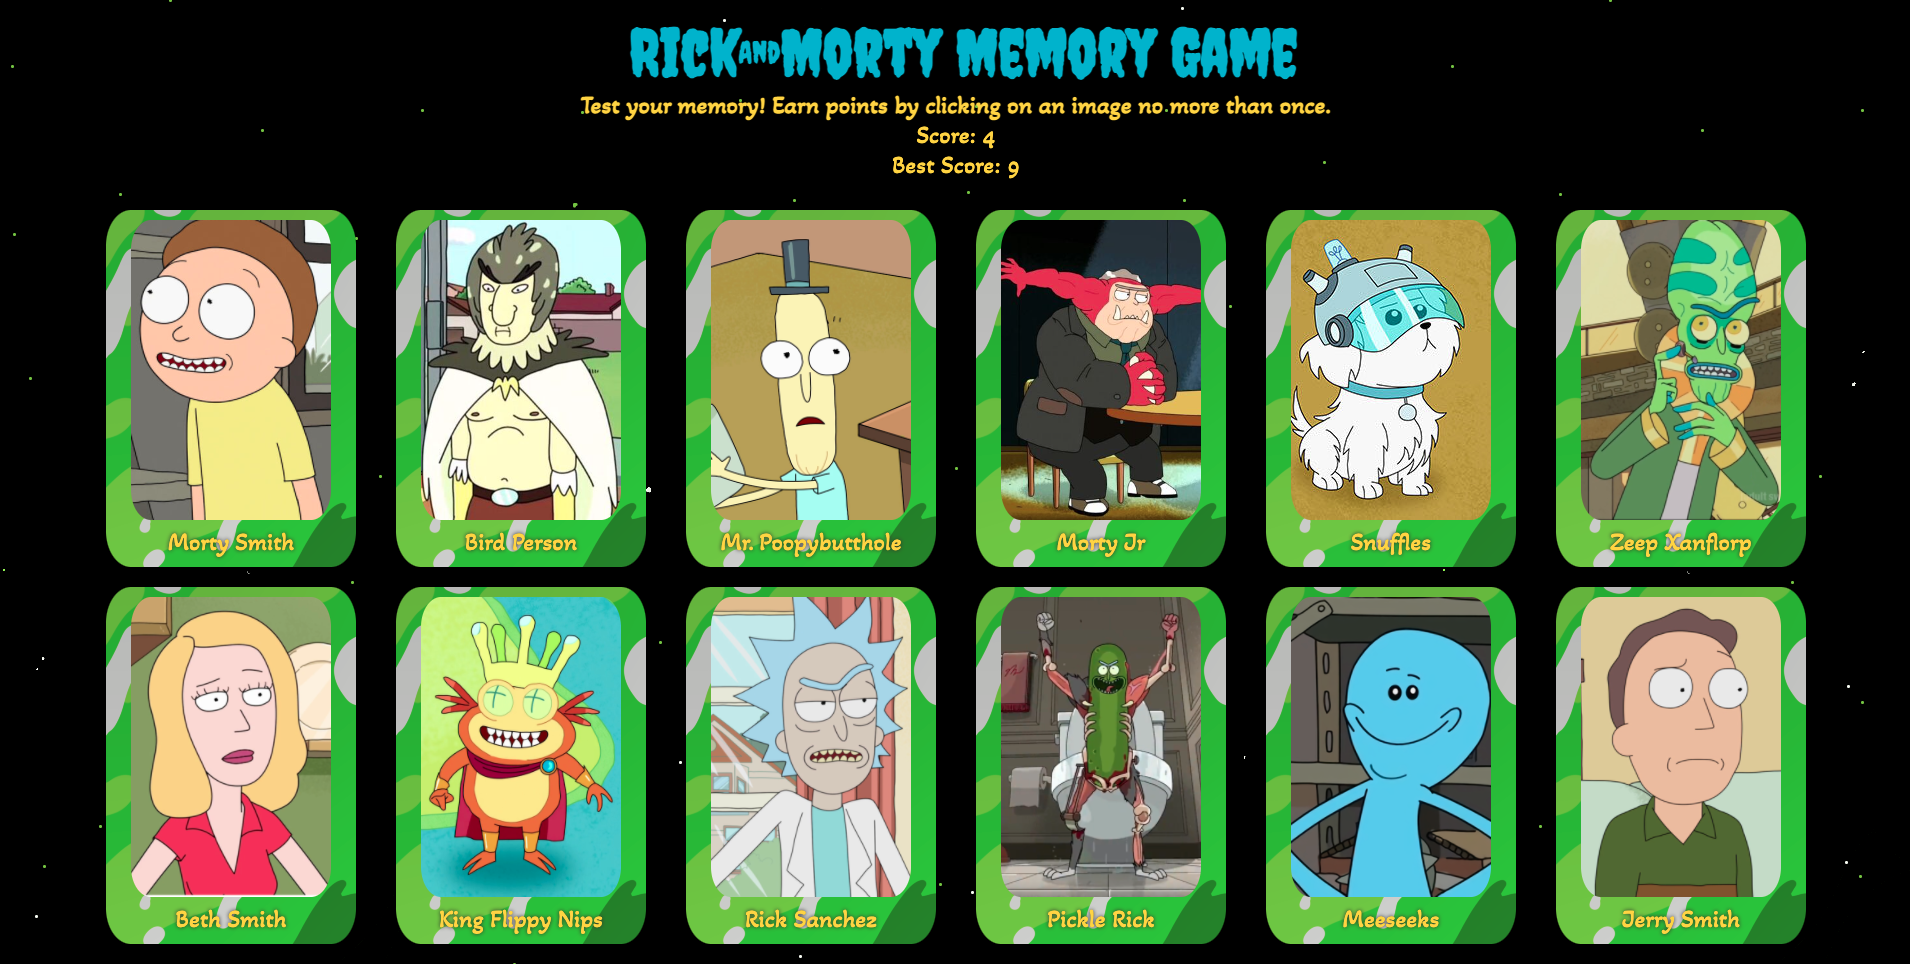 RICK AND MORTY MEMORY GAME
Test your memory! Earn points by clicking on an image no more than once.
Score: 4
Best Score: 9
Morty Smith
Bird Person
Mr. Poopybutthole
Morty Jr
Snuffles
Zeep Xanflorp
Beth Smith
King Flippy Nips
Rick Sanchez
Pickle Rick
Meeseeks
Jerry Smith